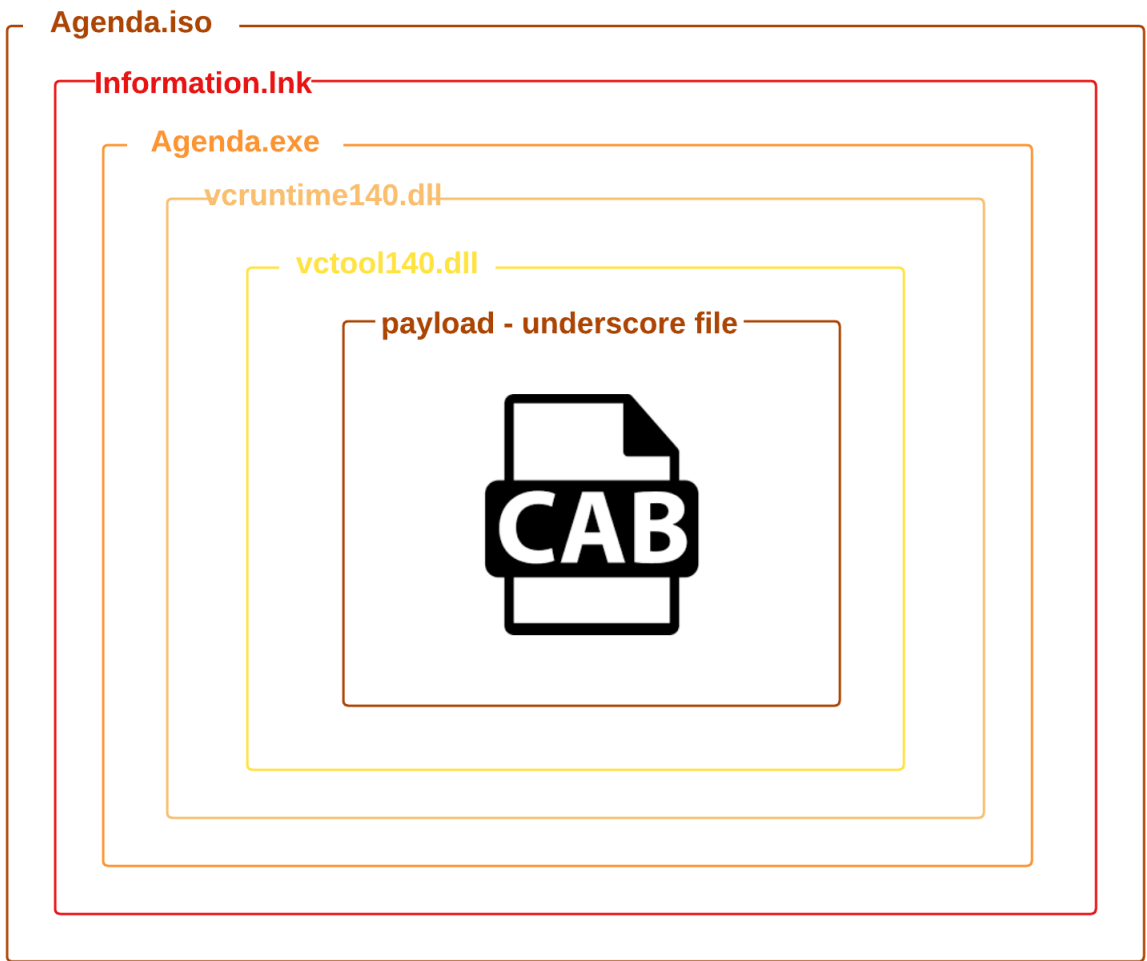 Agenda.iso
Information.lnk
Agenda.exe
vcruntime140.dll
vctool140.dll
payload - underscore file
CAB